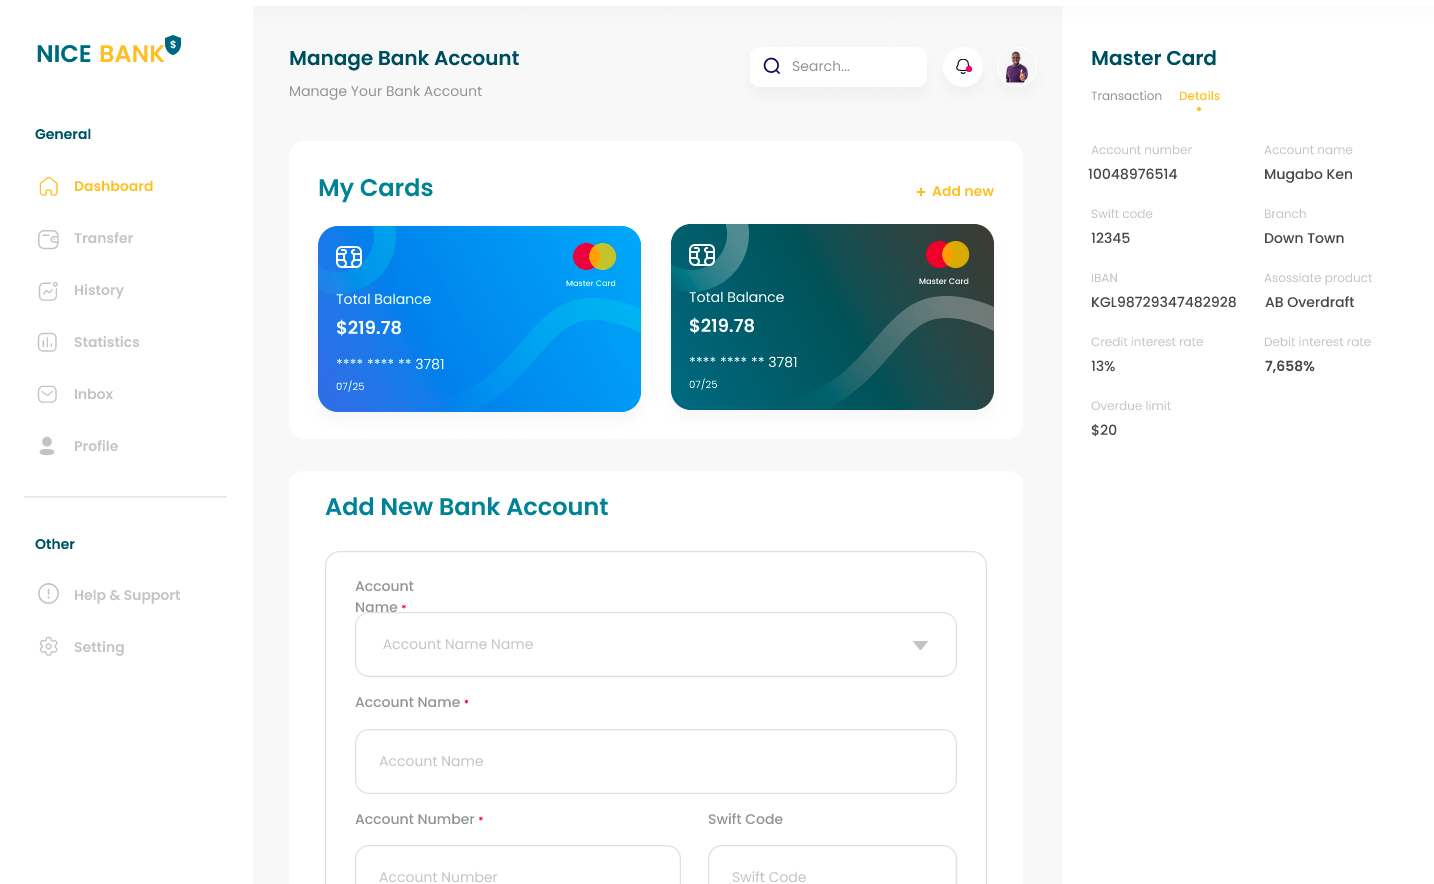 NICE BANK
$
General
Dashboard
Transfer
History
Statistics
Inbox
Profile
Other
Help & Support
Setting
Manage Bank Account
Manage Your Bank Account
Search...
My Cards
+ Add new
Master Card
Total Balance
$219.78
**** **** ** 3781
07/25
Master Card
Total Balance
$219.78
**** **** ** 3781
07/25
Add New Bank Account
Account
Name *
Account Name Name
Account Name *
Account Name
Account Number *
Account Number
Swift Code
Swift Code
Master Card
Transaction Details
Account number Account name
10048976514 Mugabo Ken
Swift code Branch
12345 Down Town
IBAN Asossiate product
KGL98729347482928 AB Overdraft
Credit interest rate Debit interest rate
13% 7,658%
Overdue limit
$20